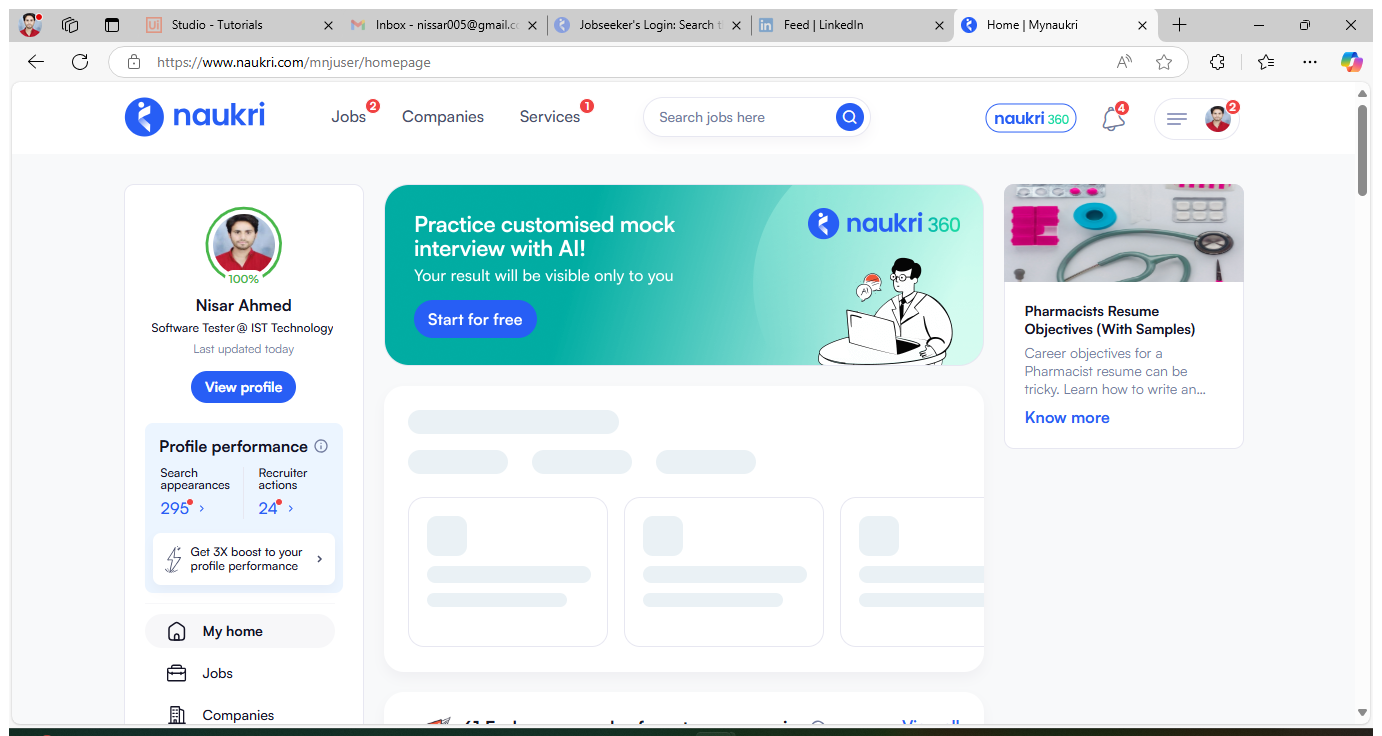 Studio - Tutorials
Inbox - nissar005@gmail.c
Jobseeker's Login: Search t
Feed | LinkedIn
Home | Mynaukri
https://www.naukri.com/mnjuser/homepage
naukri
Jobs 2
Companies
Services 1
Search jobs here
naukri 360
4
2
100%
Nisar Ahmed
Software Tester @ IST Technology
Last updated today
View profile
Profile performance
Search appearances
295
Recruiter actions
24
Get 3X boost to your
profile performance
My home
Jobs
Companies
Practice customised mock
interview with AI!
Your result will be visible only to you
Start for free
naukri 360
AI
Pharmacists Resume
Objectives (With Samples)
Career objectives for a
Pharmacist resume can be
tricky. Learn how to write an...
Know more
View all